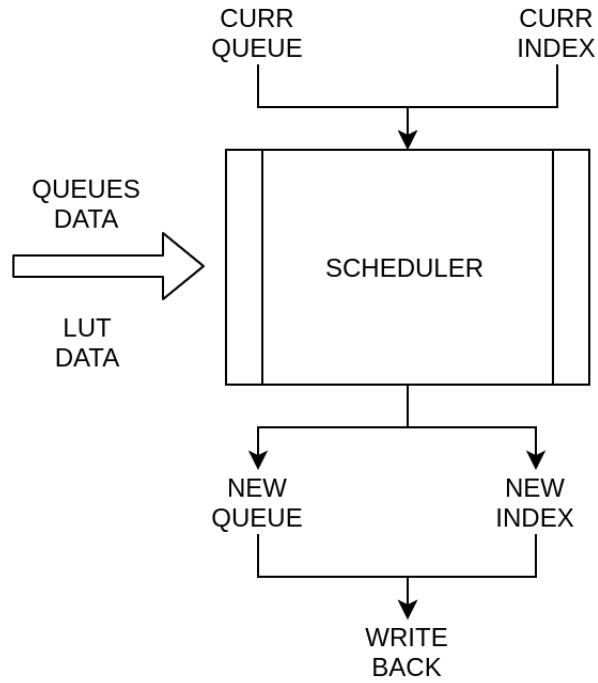 CURR
QUEUE
CURR
INDEX
QUEUES
DATA
SCHEDULER
LUT
DATA
NEW
QUEUE
NEW
INDEX
WRITE
BACK